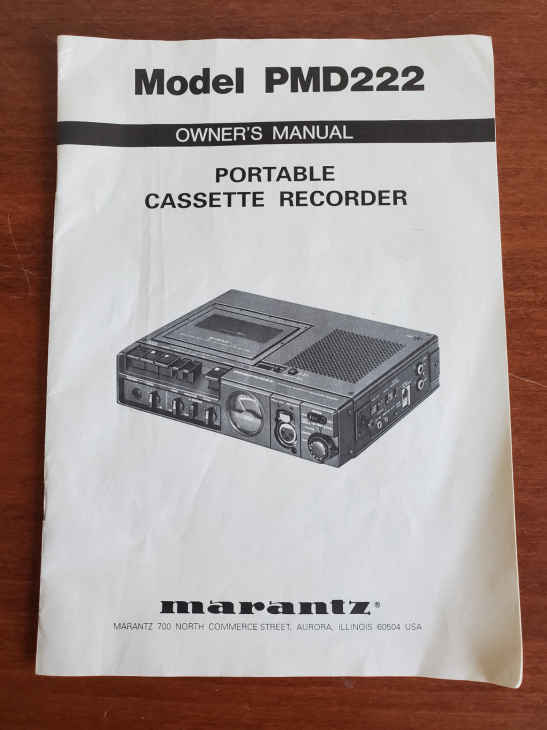 Model PMD222
OWNER'S MANUAL
PORTABLE
CASSETTE RECORDER
marantz®
MARANTZ 700 NORTH COMMERCE STREET, AURORA, ILLINOIS 60504 USA